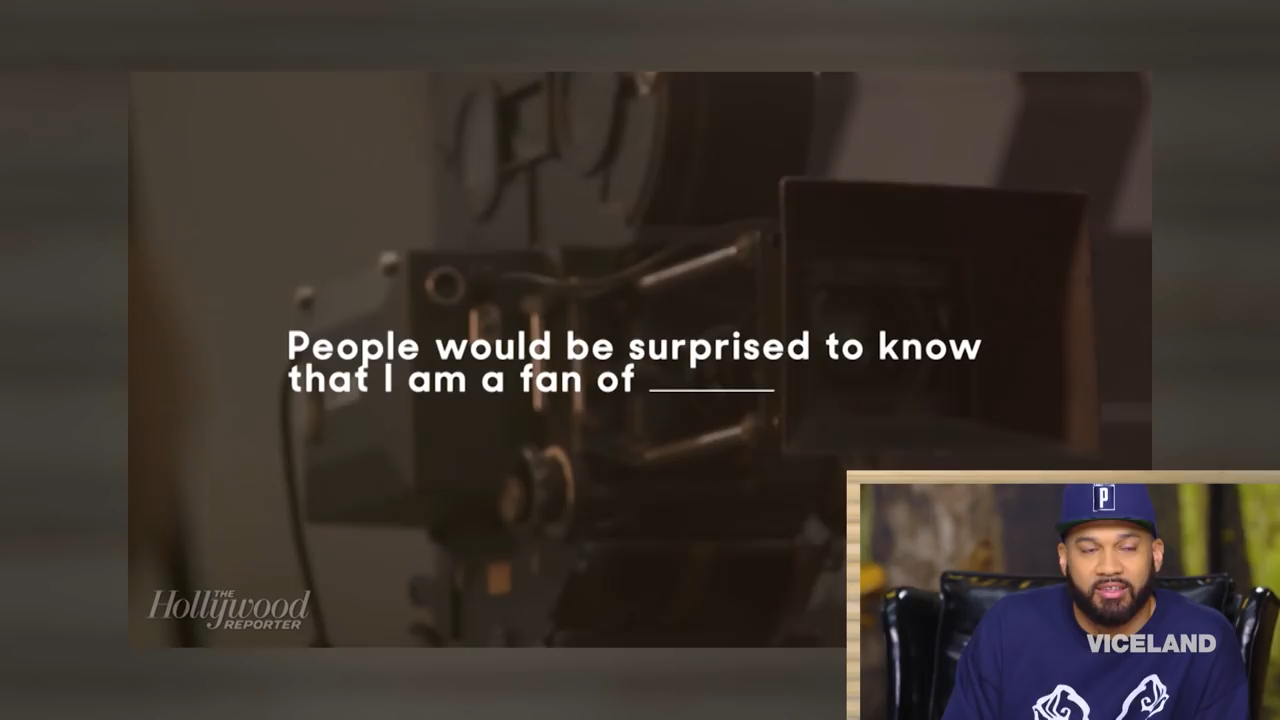 People would be surprised to know
that I am a fan of ______
THE
Hollywood
REPORTER
P
VICELAND